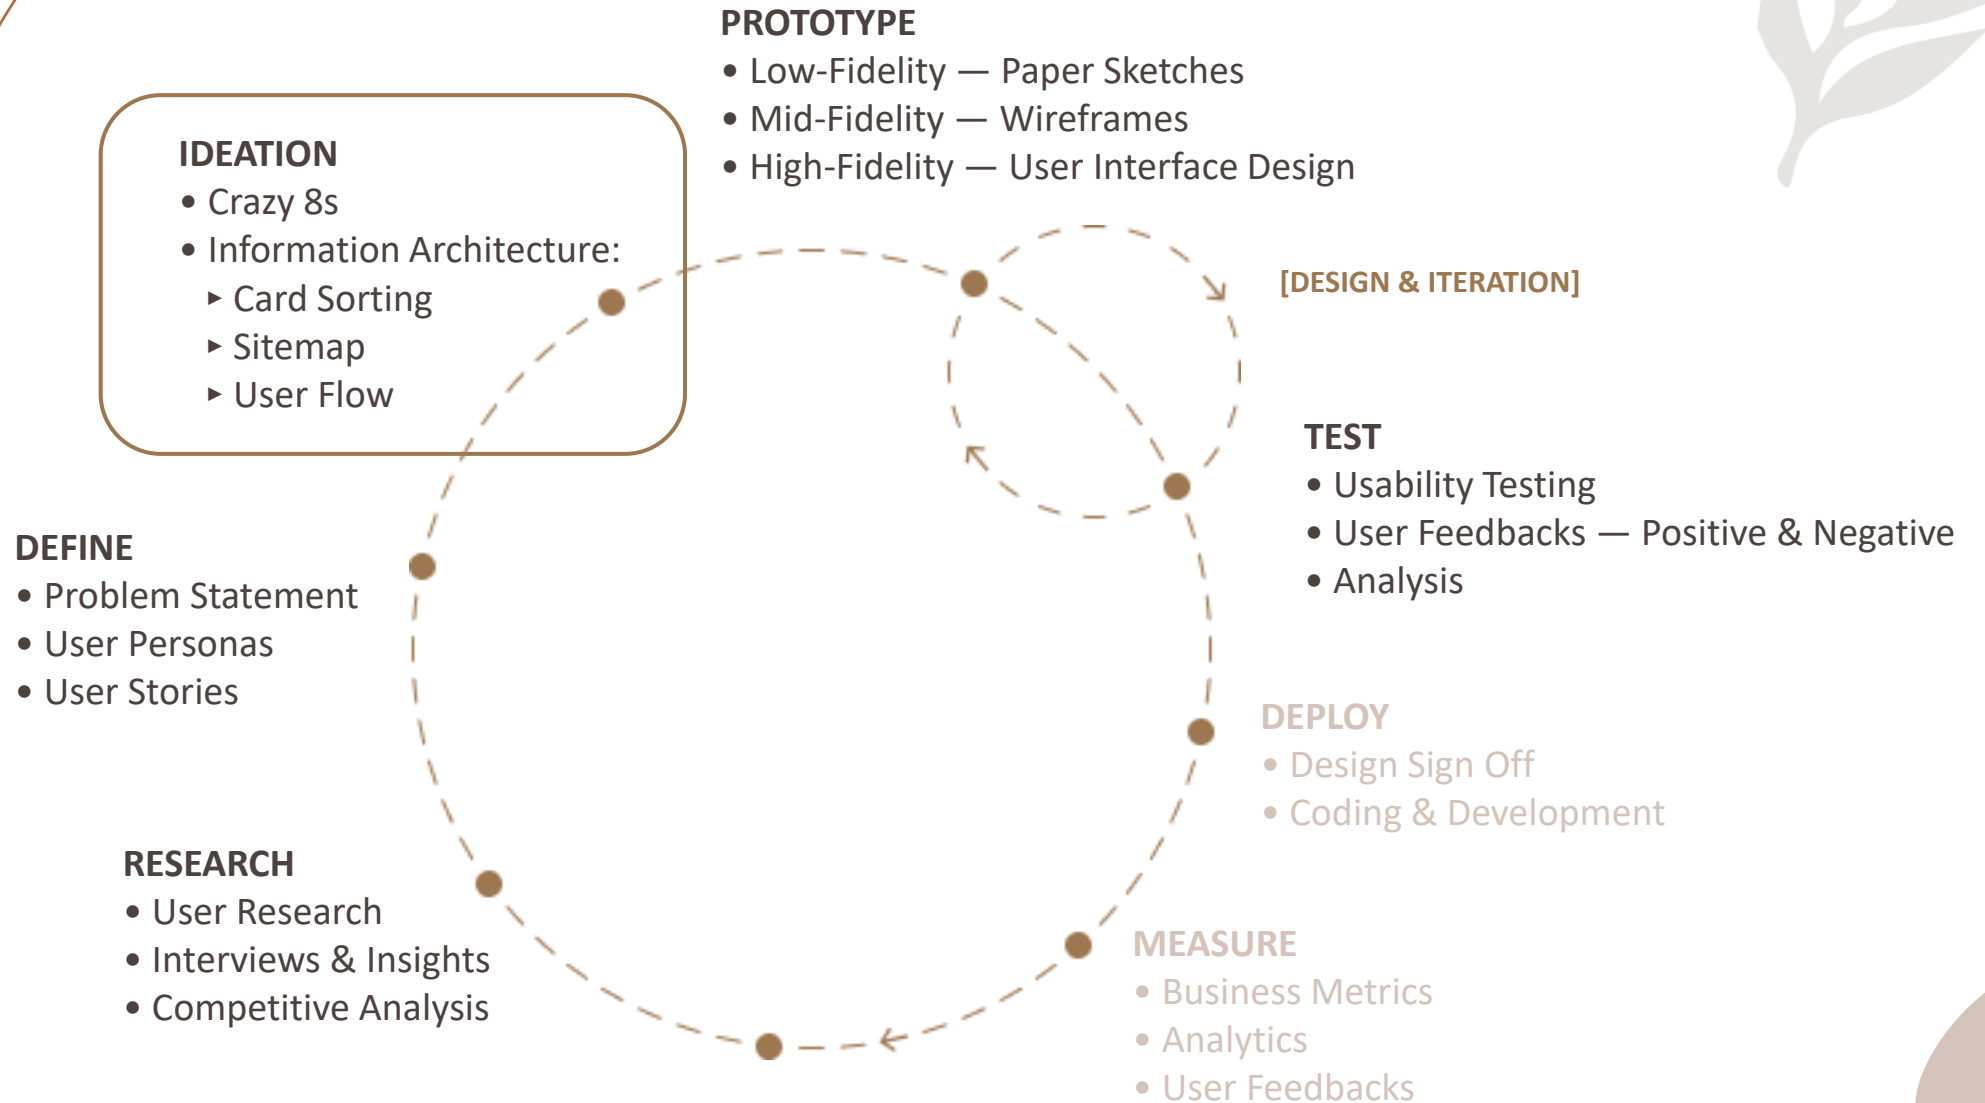 PROTOTYPE
• Low-Fidelity — Paper Sketches
• Mid-Fidelity — Wireframes
• High-Fidelity — User Interface Design
IDEATION
• Crazy 8s
• Information Architecture:
▸ Card Sorting
▸ Sitemap
▸ User Flow
[DESIGN & ITERATION]
TEST
• Usability Testing
• User Feedbacks — Positive & Negative
• Analysis
DEFINE
• Problem Statement
• User Personas
• User Stories
DEPLOY
• Design Sign Off
• Coding & Development
RESEARCH
• User Research
• Interviews & Insights
• Competitive Analysis
MEASURE
• Business Metrics
• Analytics
• User Feedbacks